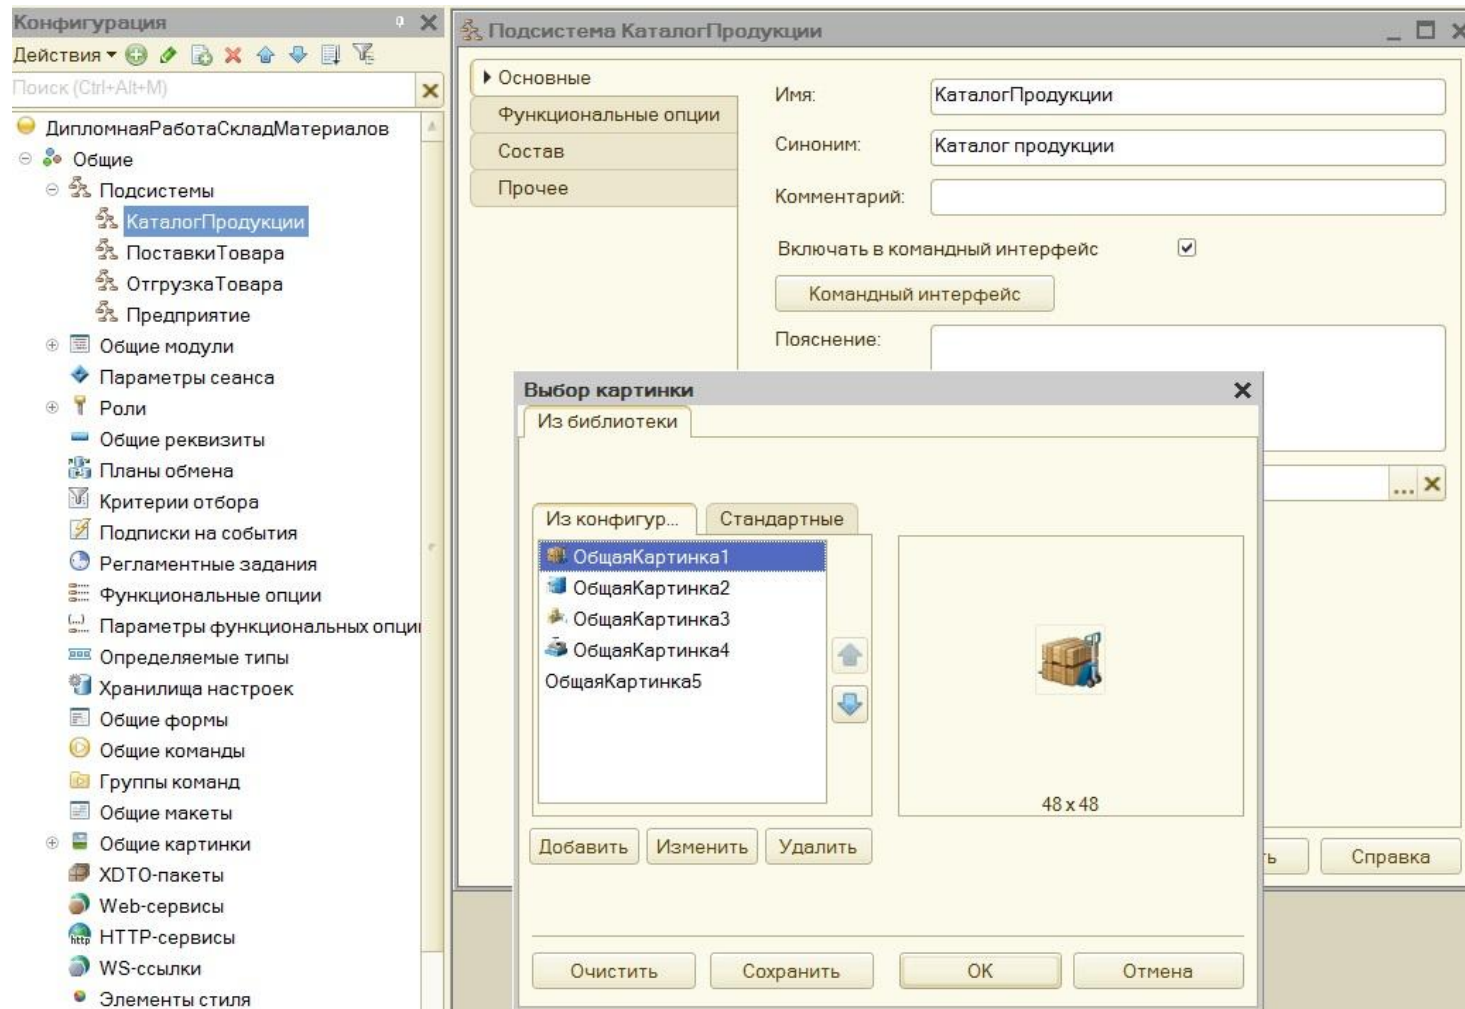 Конфигурация
Действия
Поиск (Ctrl+Alt+M)
ДипломнаяРаботаСкладМатериалов
Общие
Подсистемы
КаталогПродукции
ПоставкиТовара
ОтгрузкаТовара
Предприятие
Общие модули
Параметры сеанса
Роли
Общие реквизиты
Планы обмена
Критерии отбора
Подписки на события
Регламентные задания
Функциональные опции
Параметры функциональных опци
Определяемые типы
Хранилища настроек
Общие формы
Общие команды
Группы команд
Общие макеты
Общие картинки
XDTO-пакеты
Web-сервисы
HTTP-сервисы
WS-ссылки
Элементы стиля
Подсистема КаталогПродукции
Основные
Функциональные опции
Состав
Прочее
Имя: КаталогПродукции
Синоним: Каталог продукции
Комментарий:
Включать в командный интерфейс
Командный интерфейс
Пояснение:
...
ь Справка
Выбор картинки
Из библиотеки
Из конфигур... Стандартные
ОбщаяКартинка1
ОбщаяКартинка2
ОбщаяКартинка3
ОбщаяКартинка4
ОбщаяКартинка5
48 x 48
Добавить Изменить Удалить
Очистить Сохранить OK Отмена